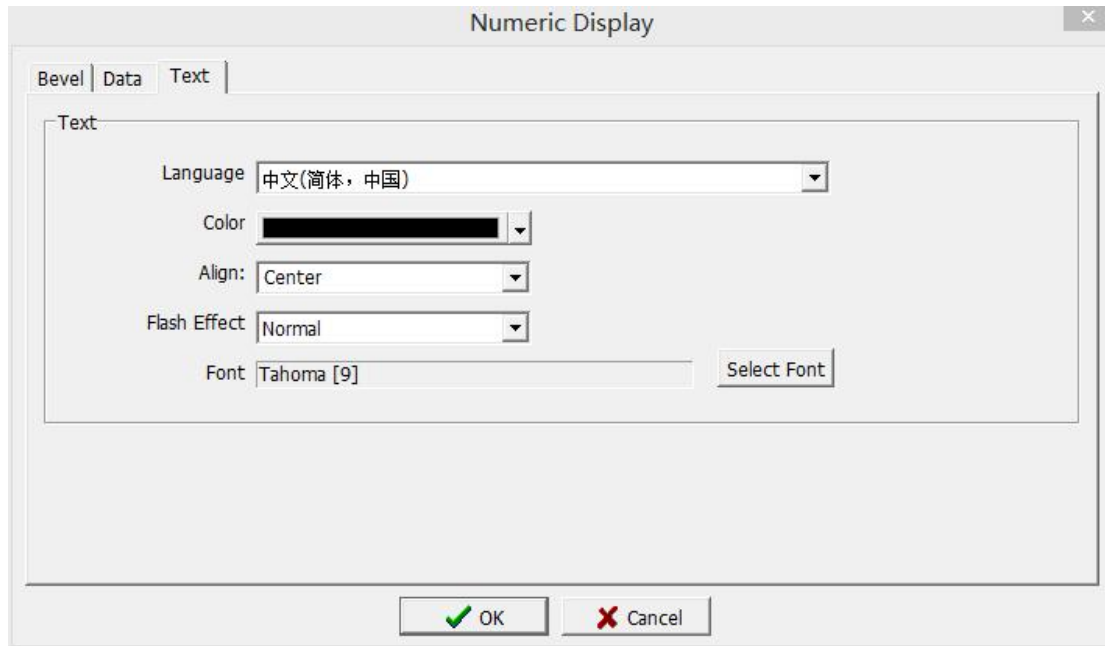 Numeric Display
Bevel Data Text
Text
Language 中文(简体，中国)
Color
Align: Center
Flash Effect Normal
Font Tahoma [9] Select Font
OK Cancel